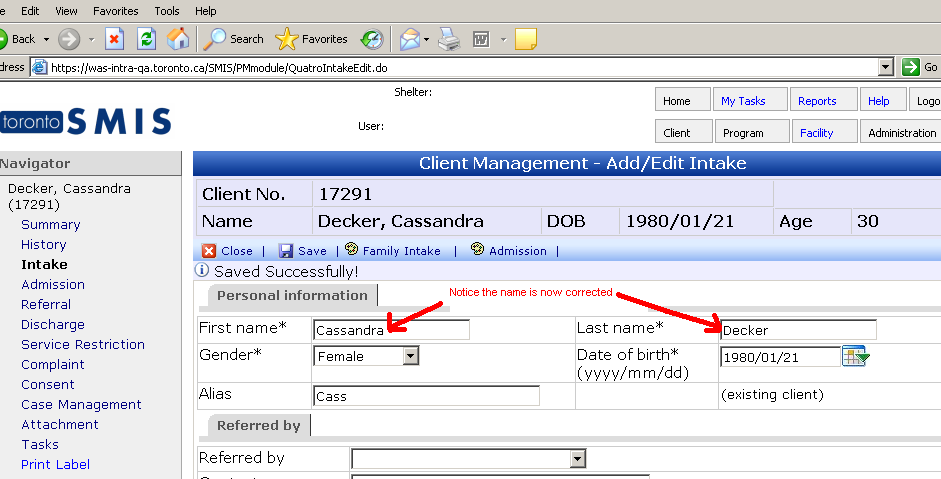 e Edit View Favorites Tools Help
Back Search Favorites
dress https://was-intra-qa.toronto.ca/SMIS/PMmodule/QuatroIntakeEdit.do Go
Shelter:
Home My Tasks Reports Help Logo
toronto SMIS
User:
Client Program Facility Administration
Navigator
Client Management - Add/Edit Intake
Decker, Cassandra
(17291)
Summary
History
Intake
Admission
Referral
Discharge
Service Restriction
Complaint
Consent
Case Management
Attachment
Tasks
Print Label
Client No. 17291
Name Decker, Cassandra DOB 1980/01/21 Age 30
Close | Save | Family Intake | Admission |
Saved Successfully!
Personal information
Notice the name is now corrected
First name* Cassandra Last name* Decker
Gender* Female Date of birth* 1980/01/21
(yyyy/mm/dd)
Alias Cass (existing client)
Referred by
Referred by